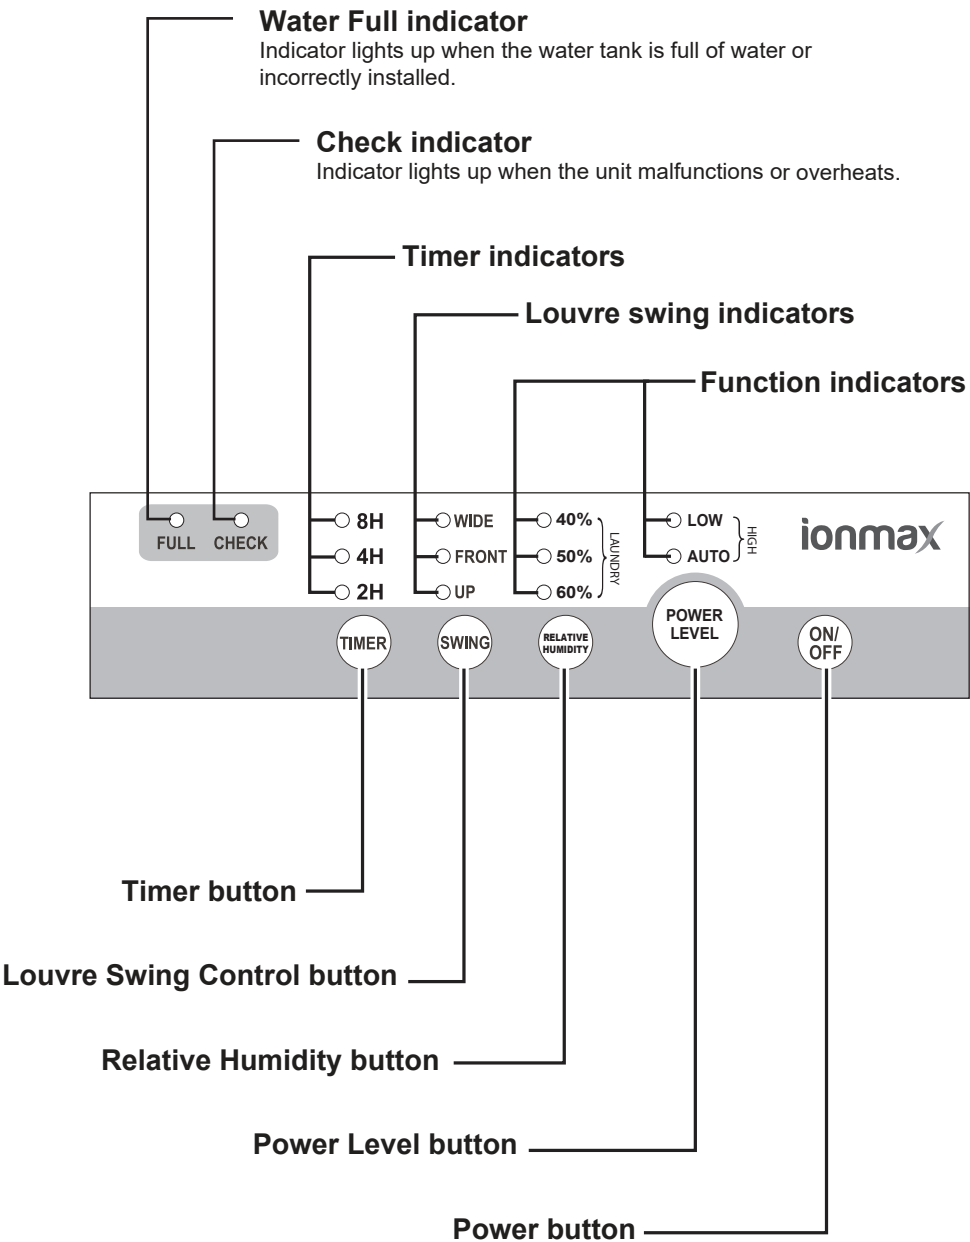 Water Full indicator
Indicator lights up when the water tank is full of water or
incorrectly installed.
Check indicator
Indicator lights up when the unit malfunctions or overheats.
Timer indicators
Louvre swing indicators
Function indicators
FULL
CHECK
8H
4H
2H
WIDE
FRONT
UP
40%
50%
60%
LAUNDRY
LOW
AUTO
HIGH
ionmax
TIMER
SWING
RELATIVE
HUMIDITY
POWER
LEVEL
ON/
OFF
Timer button
Louvre Swing Control button
Relative Humidity button
Power Level button
Power button